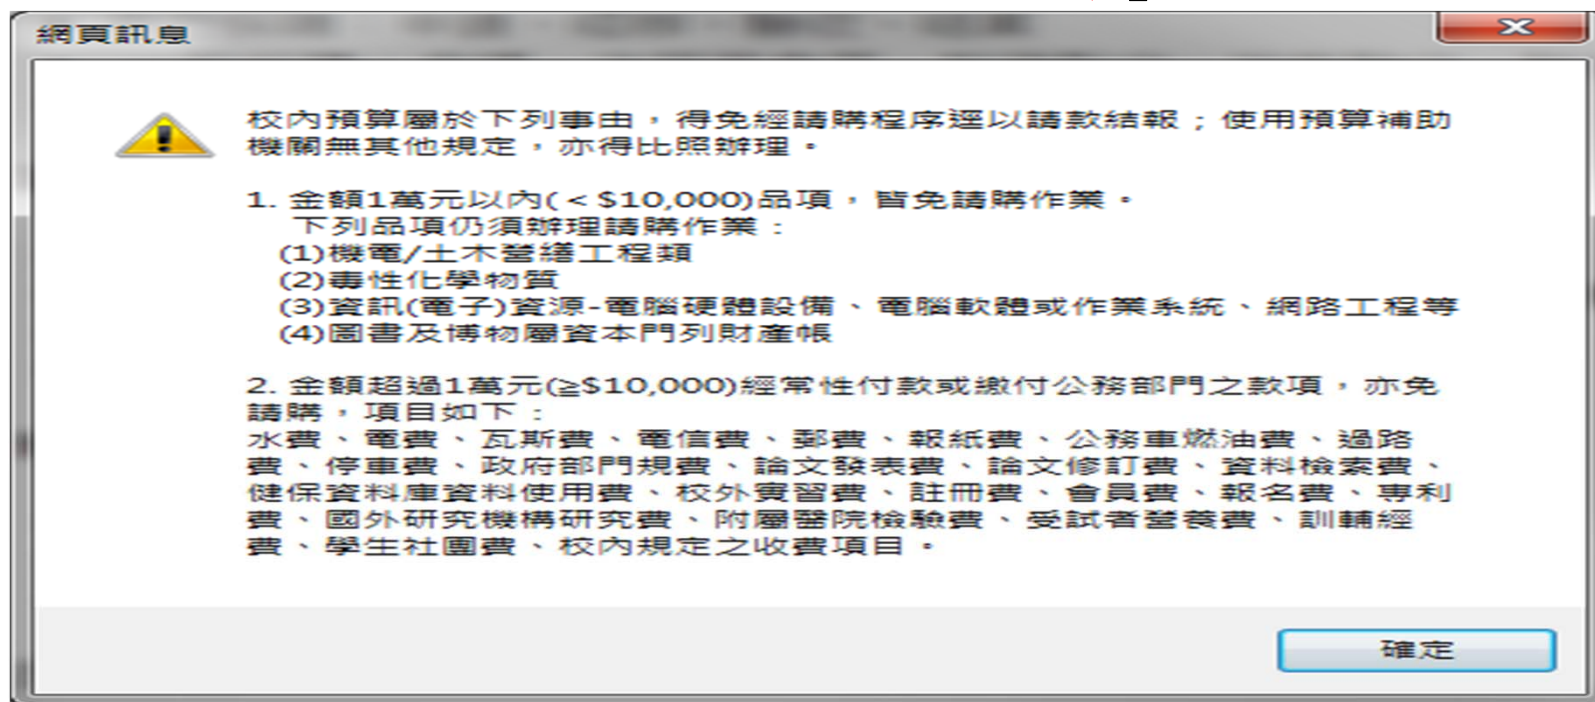 網頁訊息
校內預算屬於下列事由，得免經請購程序逕以請款結報；使用預算補助
機關無其他規定，亦得比照辦理。
1. 金額1萬元以內(＜$10,000)品項，皆免請購作業。
下列品項仍須辦理請購作業：
(1)機電/土木營繕工程類
(2)毒性化學物質
(3)資訊(電子)資源-電腦硬體設備、電腦軟體或作業系統、網路工程等
(4)圖書及博物屬資本門列財產帳
2. 金額超過1萬元(≧$10,000)經常性付款或繳付公務部門之款項，亦免
請購，項目如下：
水費、電費、瓦斯費、電信費、郵費、報紙費、公務車燃油費、過路
費、停車費、政府部門規費、論文發表費、論文修訂費、資料檢索費、
健保資料庫資料使用費、校外實習費、註冊費、會員費、報名費、專利
費、國外研究機構研究費、附屬醫院檢驗費、受試者營養費、訓輔經
費、學生社團費、校內規定之收費項目。
確定